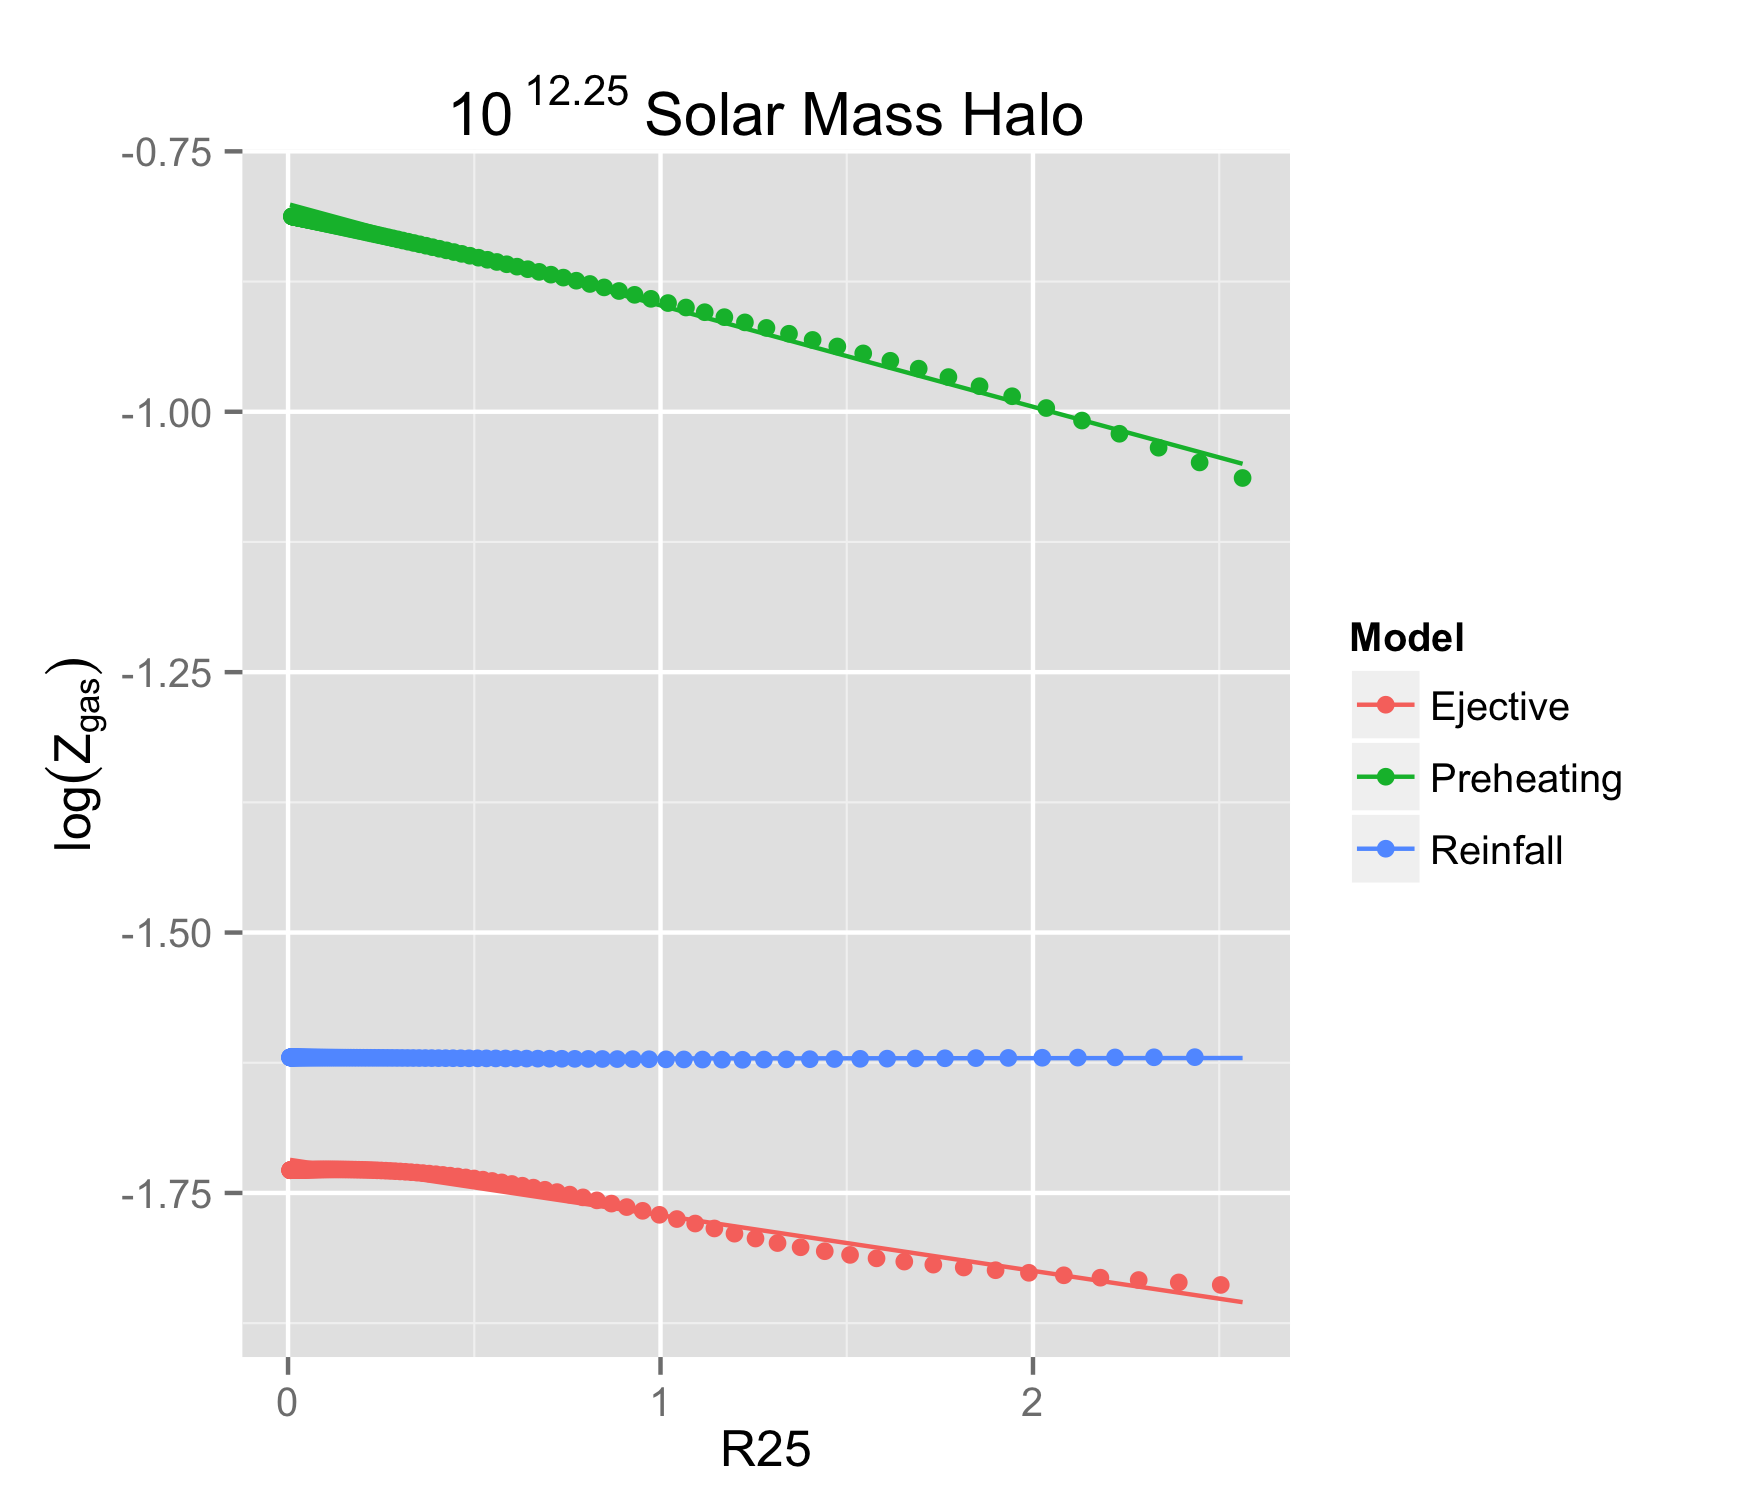 10 12.25 Solar Mass Halo
-0.75
-1.00
-1.25
-1.50
-1.75
log(Zgas)
0 1 2
R25
Model
Ejective
Preheating
Reinfall